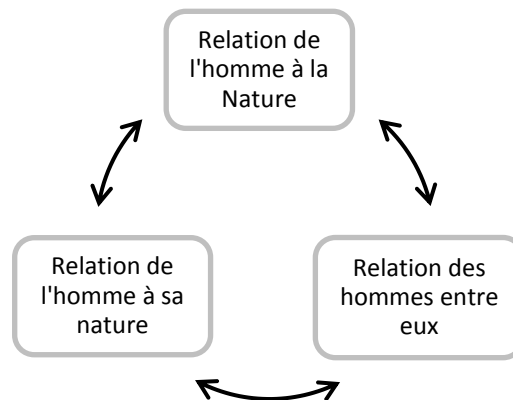 Relation de
l'homme à la
Nature
Relation de
l'homme à sa
nature
Relation des
hommes entre
eux